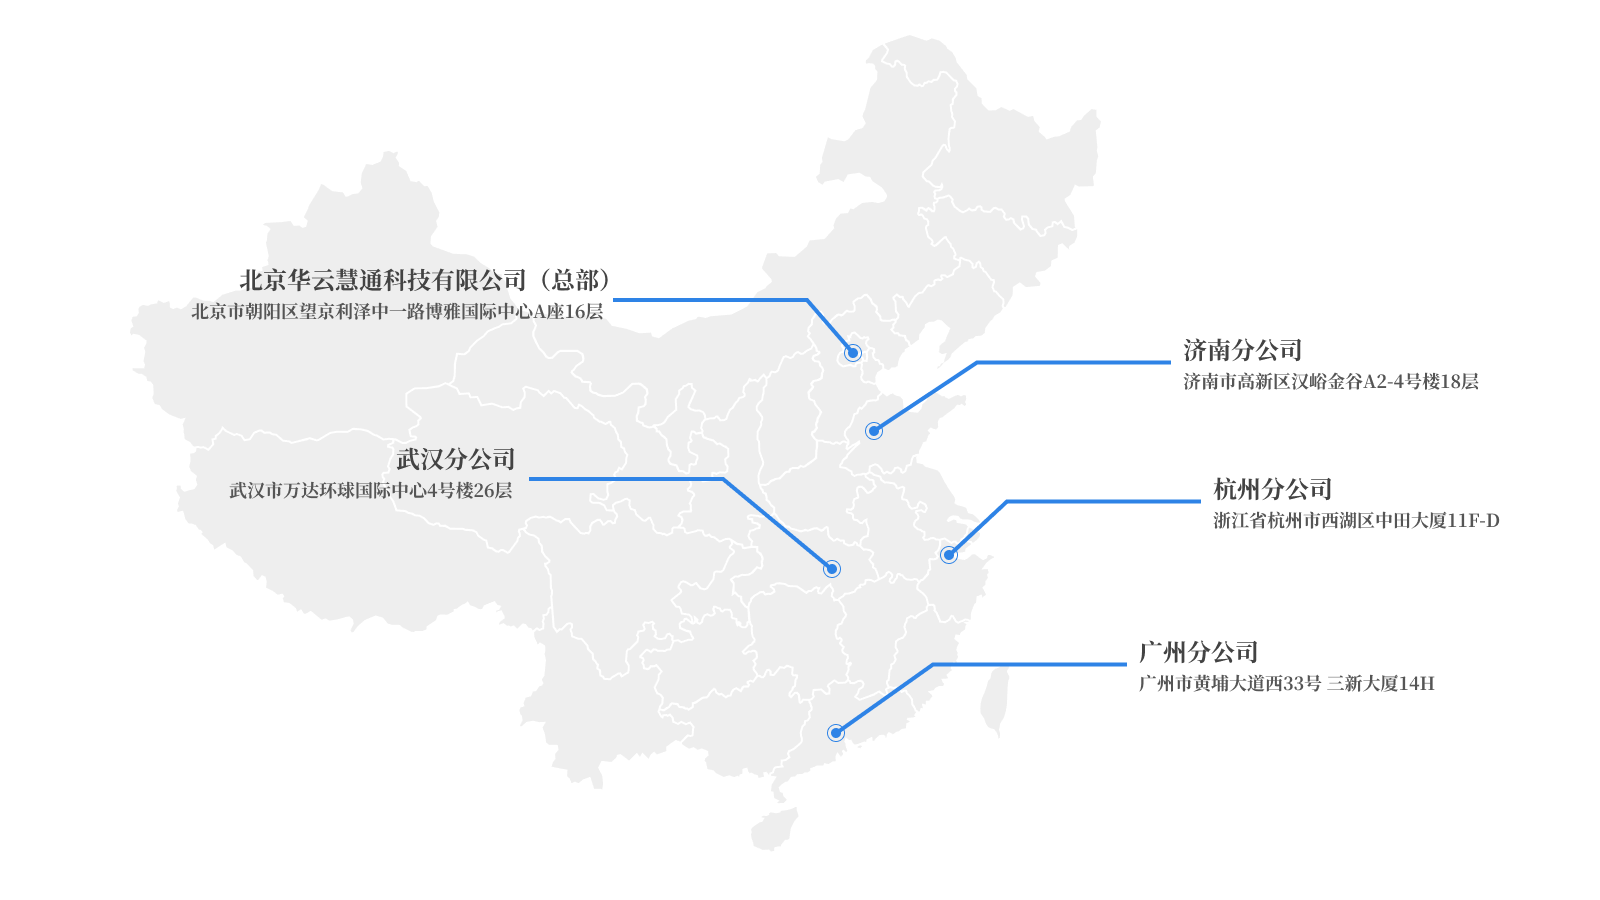 北京华云慧通科技有限公司（总部）
北京市朝阳区望京利泽中一路博雅国际中心A座16层
济南分公司
济南市高新区汉峪金谷A2-4号楼18层
武汉分公司
武汉市万达环球国际中心4号楼26层
杭州分公司
浙江省杭州市西湖区中田大厦11F-D
广州分公司
广州市黄埔大道西33号 三新大厦14H